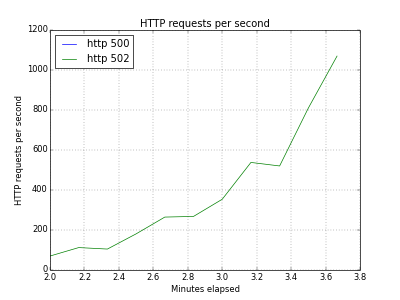 HTTP requests per second
http 500
http 502
HTTP requests per second
1200
1000
800
600
400
200
0
2.0 2.2 2.4 2.6 2.8 3.0 3.2 3.4 3.6 3.8
Minutes elapsed